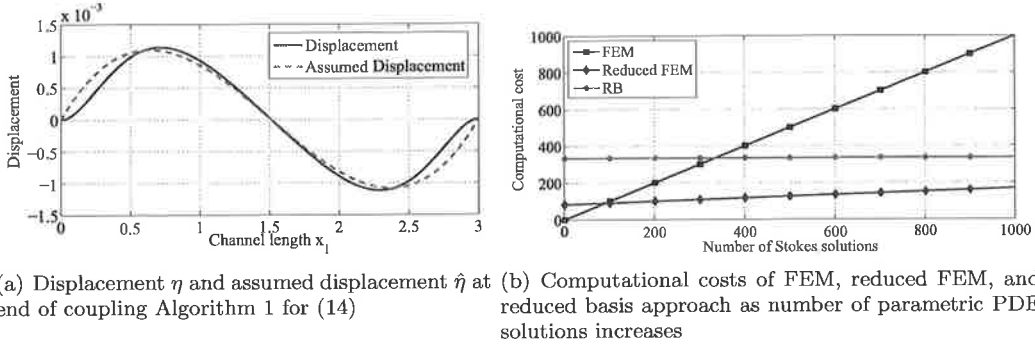 x 10⁻³
1.5
1
0.5
0
−0.5
−1
−1.5
Displacement
Displacement
Assumed Displacement
0 0.5 1 1.5 2 2.5 3
Channel length x₁
1000
800
600
400
200
0
Computational cost
FEM
Reduced FEM
RB
0 200 400 600 800 1000
Number of Stokes solutions
(a) Displacement η and assumed displacement η̂ at
end of coupling Algorithm 1 for (14)
(b) Computational costs of FEM, reduced FEM, and
reduced basis approach as number of parametric PDE
solutions increases